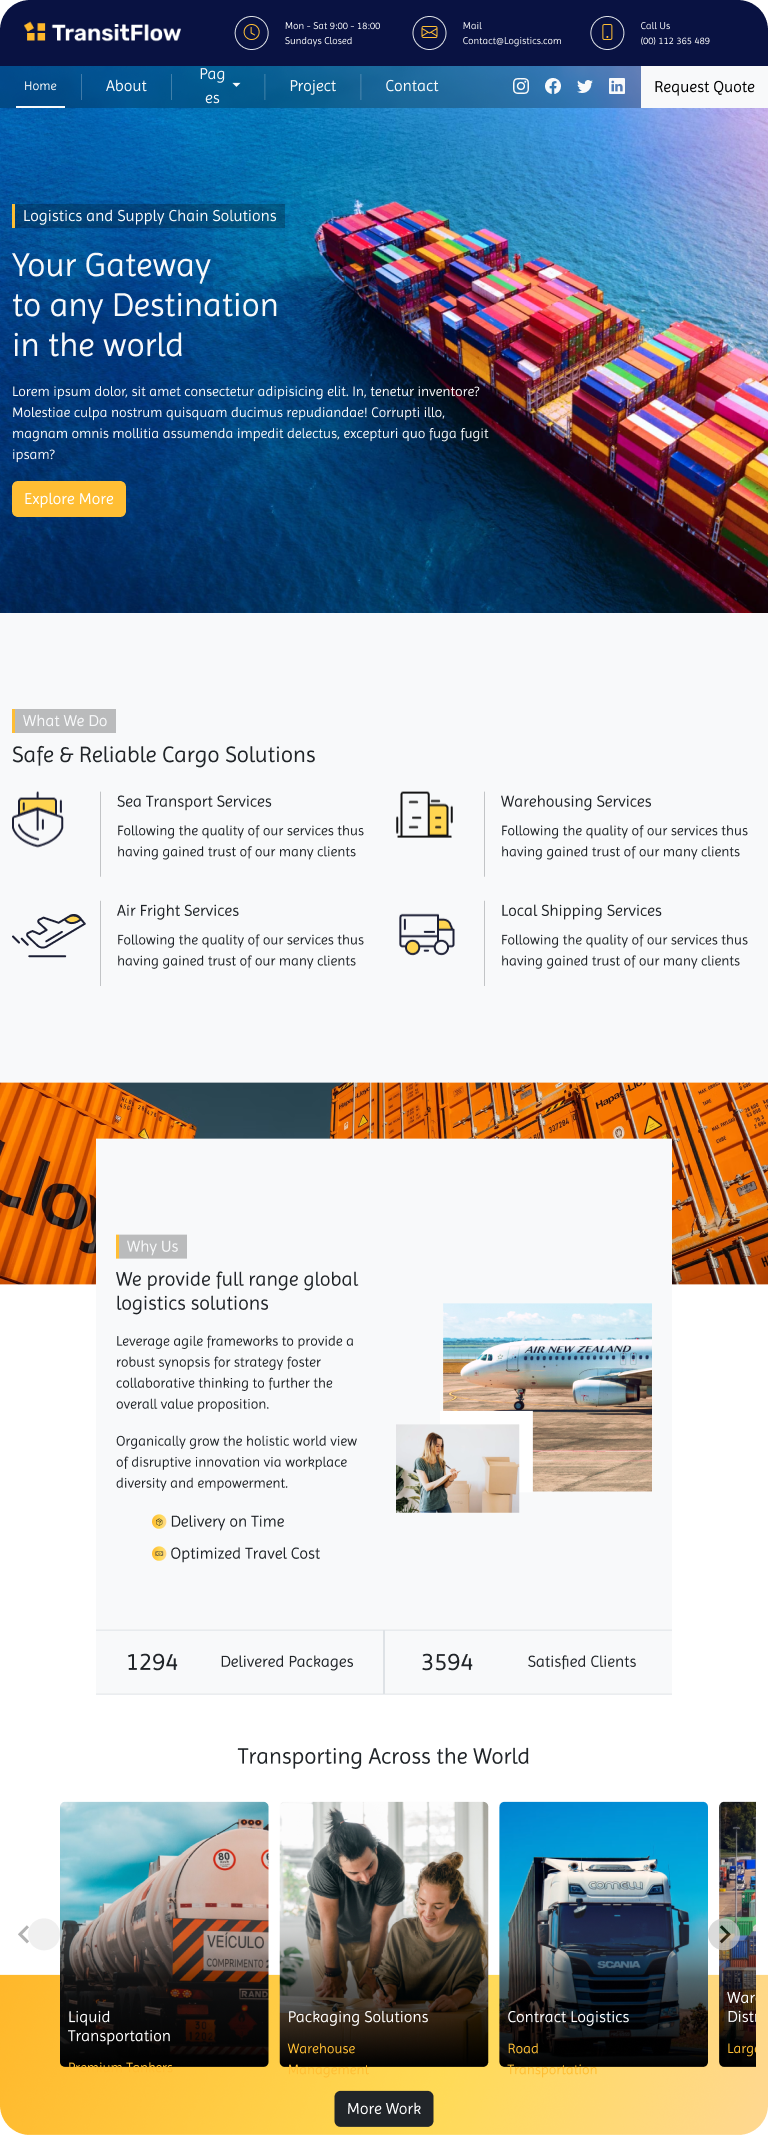 TransitFlow
Mon - Sat 9:00 - 18:00
Sundays Closed
Mail
Contact@Logistics.com
Call Us
(00) 112 365 489
Home
About
Pag
es
Project
Contact
Request Quote
Logistics and Supply Chain Solutions
Your Gateway
to any Destination
in the world
Lorem ipsum dolor, sit amet consectetur adipisicing elit. In, tenetur inventore?
Molestiae culpa nostrum quisquam ducimus repudiandae! Corrupti illo,
magnam omnis mollitia assumenda impedit delectus, excepturi quo fuga fugit
ipsam?
Explore More
What We Do
Safe & Reliable Cargo Solutions
Sea Transport Services
Following the quality of our services thus
having gained trust of our many clients
Warehousing Services
Following the quality of our services thus
having gained trust of our many clients
Air Fright Services
Following the quality of our services thus
having gained trust of our many clients
Local Shipping Services
Following the quality of our services thus
having gained trust of our many clients
337284
Lloy
Why Us
We provide full range global
logistics solutions
Leverage agile frameworks to provide a
robust synopsis for strategy foster
collaborative thinking to further the
overall value proposition.
Organically grow the holistic world view
of disruptive innovation via workplace
diversity and empowerment.
Delivery on Time
Optimized Travel Cost
AIR NEW ZEALAND
1294
Delivered Packages
3594
Satisfied Clients
Transporting Across the World
80
VEÍCULO
COMPRIMENTO
RAND
Liquid
Transportation
Packaging Solutions
Warehouse
Management
SCANIA
Contract Logistics
Road
Transportation
War
Distr
Large
More Work